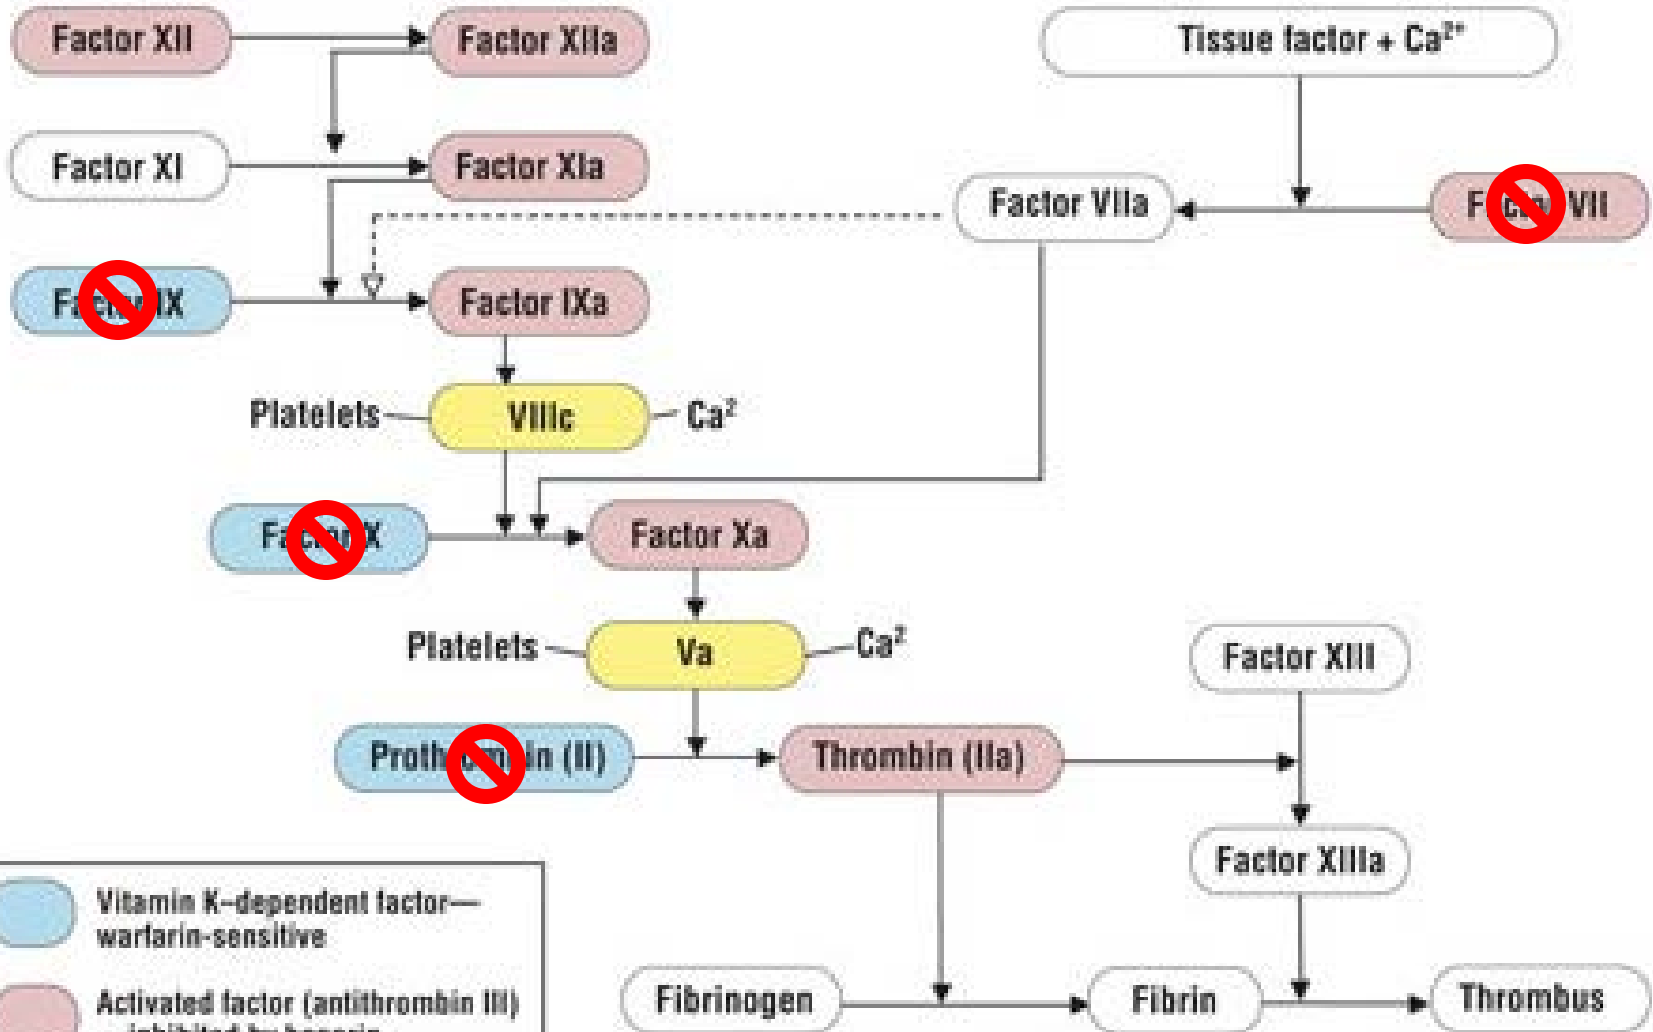 Factor XII
Factor XIIa
Tissue factor + Ca²⁺
Factor XI
Factor XIa
Factor VIIa
VII
IX
Factor IXa
Platelets
VIIIc
Ca²
X
Factor Xa
Platelets
Va
Ca²
Factor XIII
(II)
Thrombin (IIa)
Factor XIIIa
Vitamin K–dependent factor—
warfarin-sensitive
Activated factor (antithrombin III)
Fibrinogen
Fibrin
Thrombus